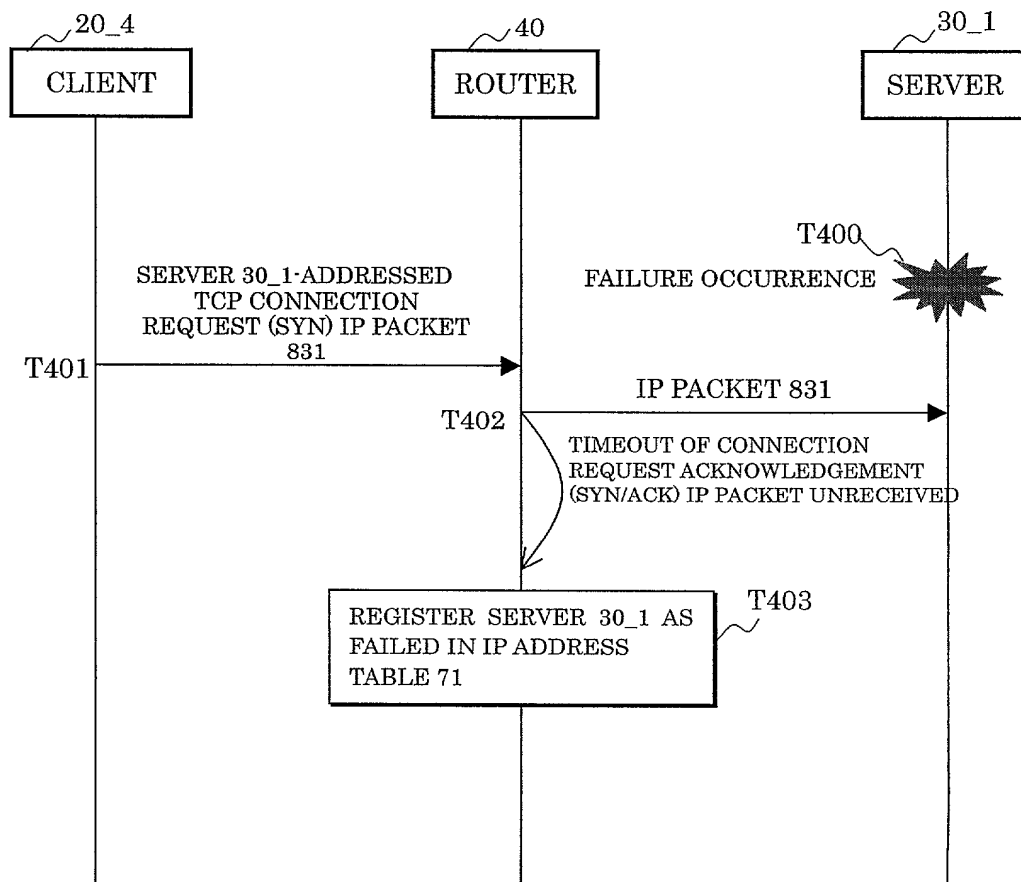 20_4
40
30_1
CLIENT
ROUTER
SERVER
T400
FAILURE OCCURRENCE
SERVER 30_1-ADDRESSED
TCP CONNECTION
REQUEST (SYN) IP PACKET
831
T401
IP PACKET 831
T402
TIMEOUT OF CONNECTION
REQUEST ACKNOWLEDGEMENT
(SYN/ACK) IP PACKET UNRECEIVED
T403
REGISTER SERVER 30_1 AS
FAILED IN IP ADDRESS
TABLE 71